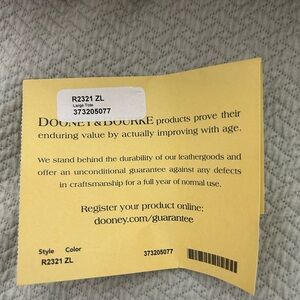 R2321 ZL
Large Tote
373205077
DOONEY & BOURKE products prove their
enduring value by actually improving with age.
We stand behind the durability of our leathergoods and
offer an unconditional guarantee against any defects
in craftsmanship for a full year of normal use.
Register your product online:
dooney.com/guarantee
Style Color
R2321 ZL
373205077